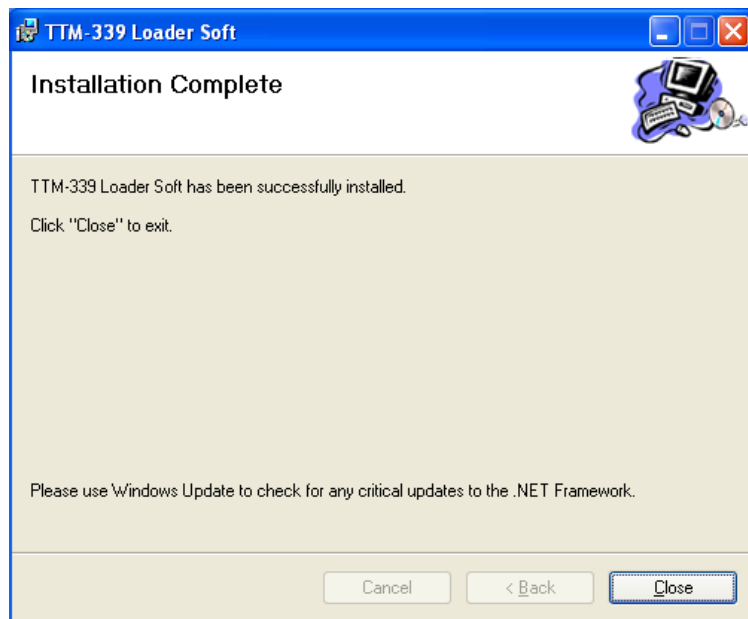 TTM-339 Loader Soft
Installation Complete
TTM-339 Loader Soft has been successfully installed.
Click "Close" to exit.
Please use Windows Update to check for any critical updates to the .NET Framework.
Cancel
< Back
Close